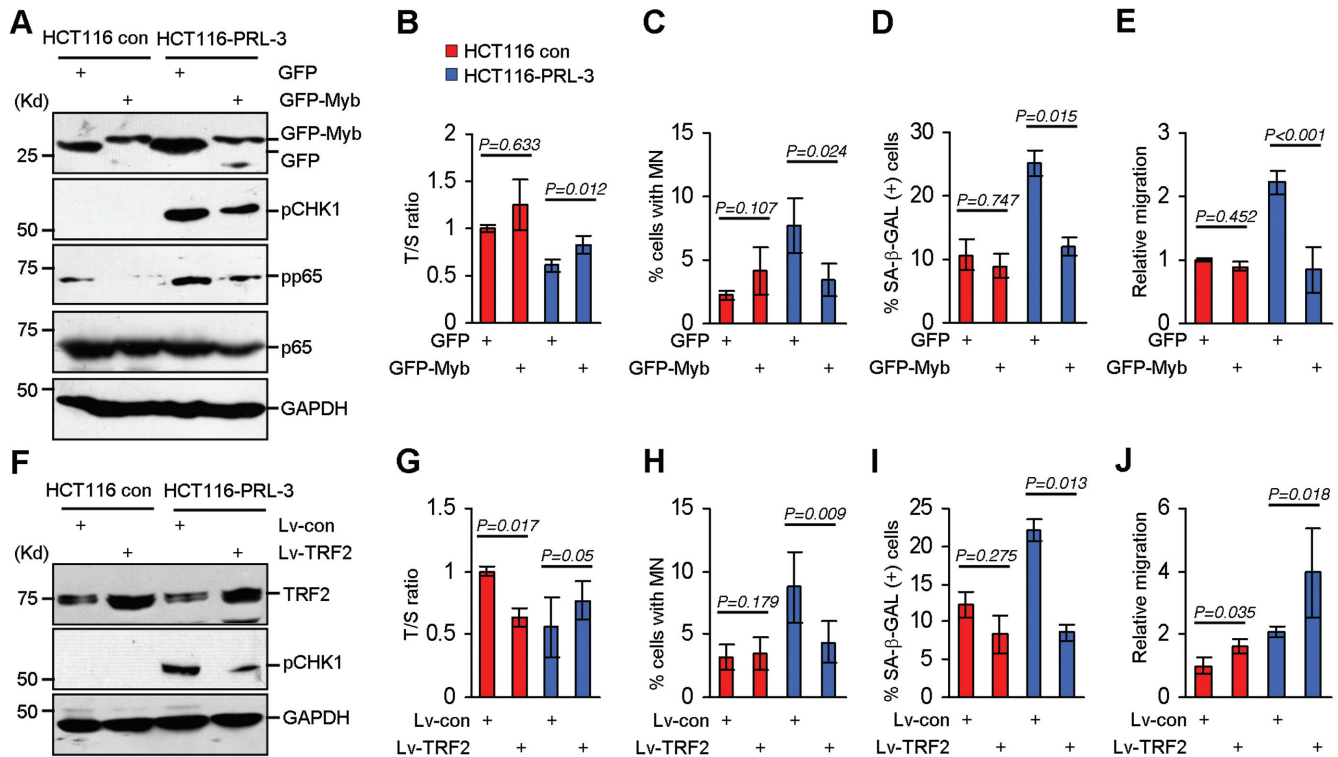 A
HCT116 con HCT116-PRL-3
+ + GFP
(Kd) + + GFP-Myb
GFP-Myb
25 GFP
pCHK1
50
75
pp65
75
p65
50
GAPDH
B
HCT116 con
HCT116-PRL-3
2
1.5
1
0.5
0
T/S ratio
P=0.633
P=0.012
GFP + +
GFP-Myb + +
C
15
10
5
0
% cells with MN
P=0.107
P=0.024
GFP + +
GFP-Myb + +
D
30
20
10
0
% SA-β-GAL (+) cells
P=0.747
P=0.015
GFP + +
GFP-Myb + +
E
3
2
1
0
Relative migration
P=0.452
P<0.001
GFP + +
GFP-Myb + +
F
HCT116 con HCT116-PRL-3
+ + Lv-con
(Kd) + + Lv-TRF2
75 TRF2
pCHK1
50
50
GAPDH
G
1.5
1
0.5
0
T/S ratio
P=0.017
P=0.05
Lv-con + +
Lv-TRF2 + +
H
15
10
5
0
% cells with MN
P=0.179
P=0.009
Lv-con + +
Lv-TRF2 + +
I
25
20
15
10
5
0
% SA-β-GAL (+) cells
P=0.275
P=0.013
Lv-con + +
Lv-TRF2 + +
J
6
4
2
0
Relative migration
P=0.035
P=0.018
Lv-con + +
Lv-TRF2 + +